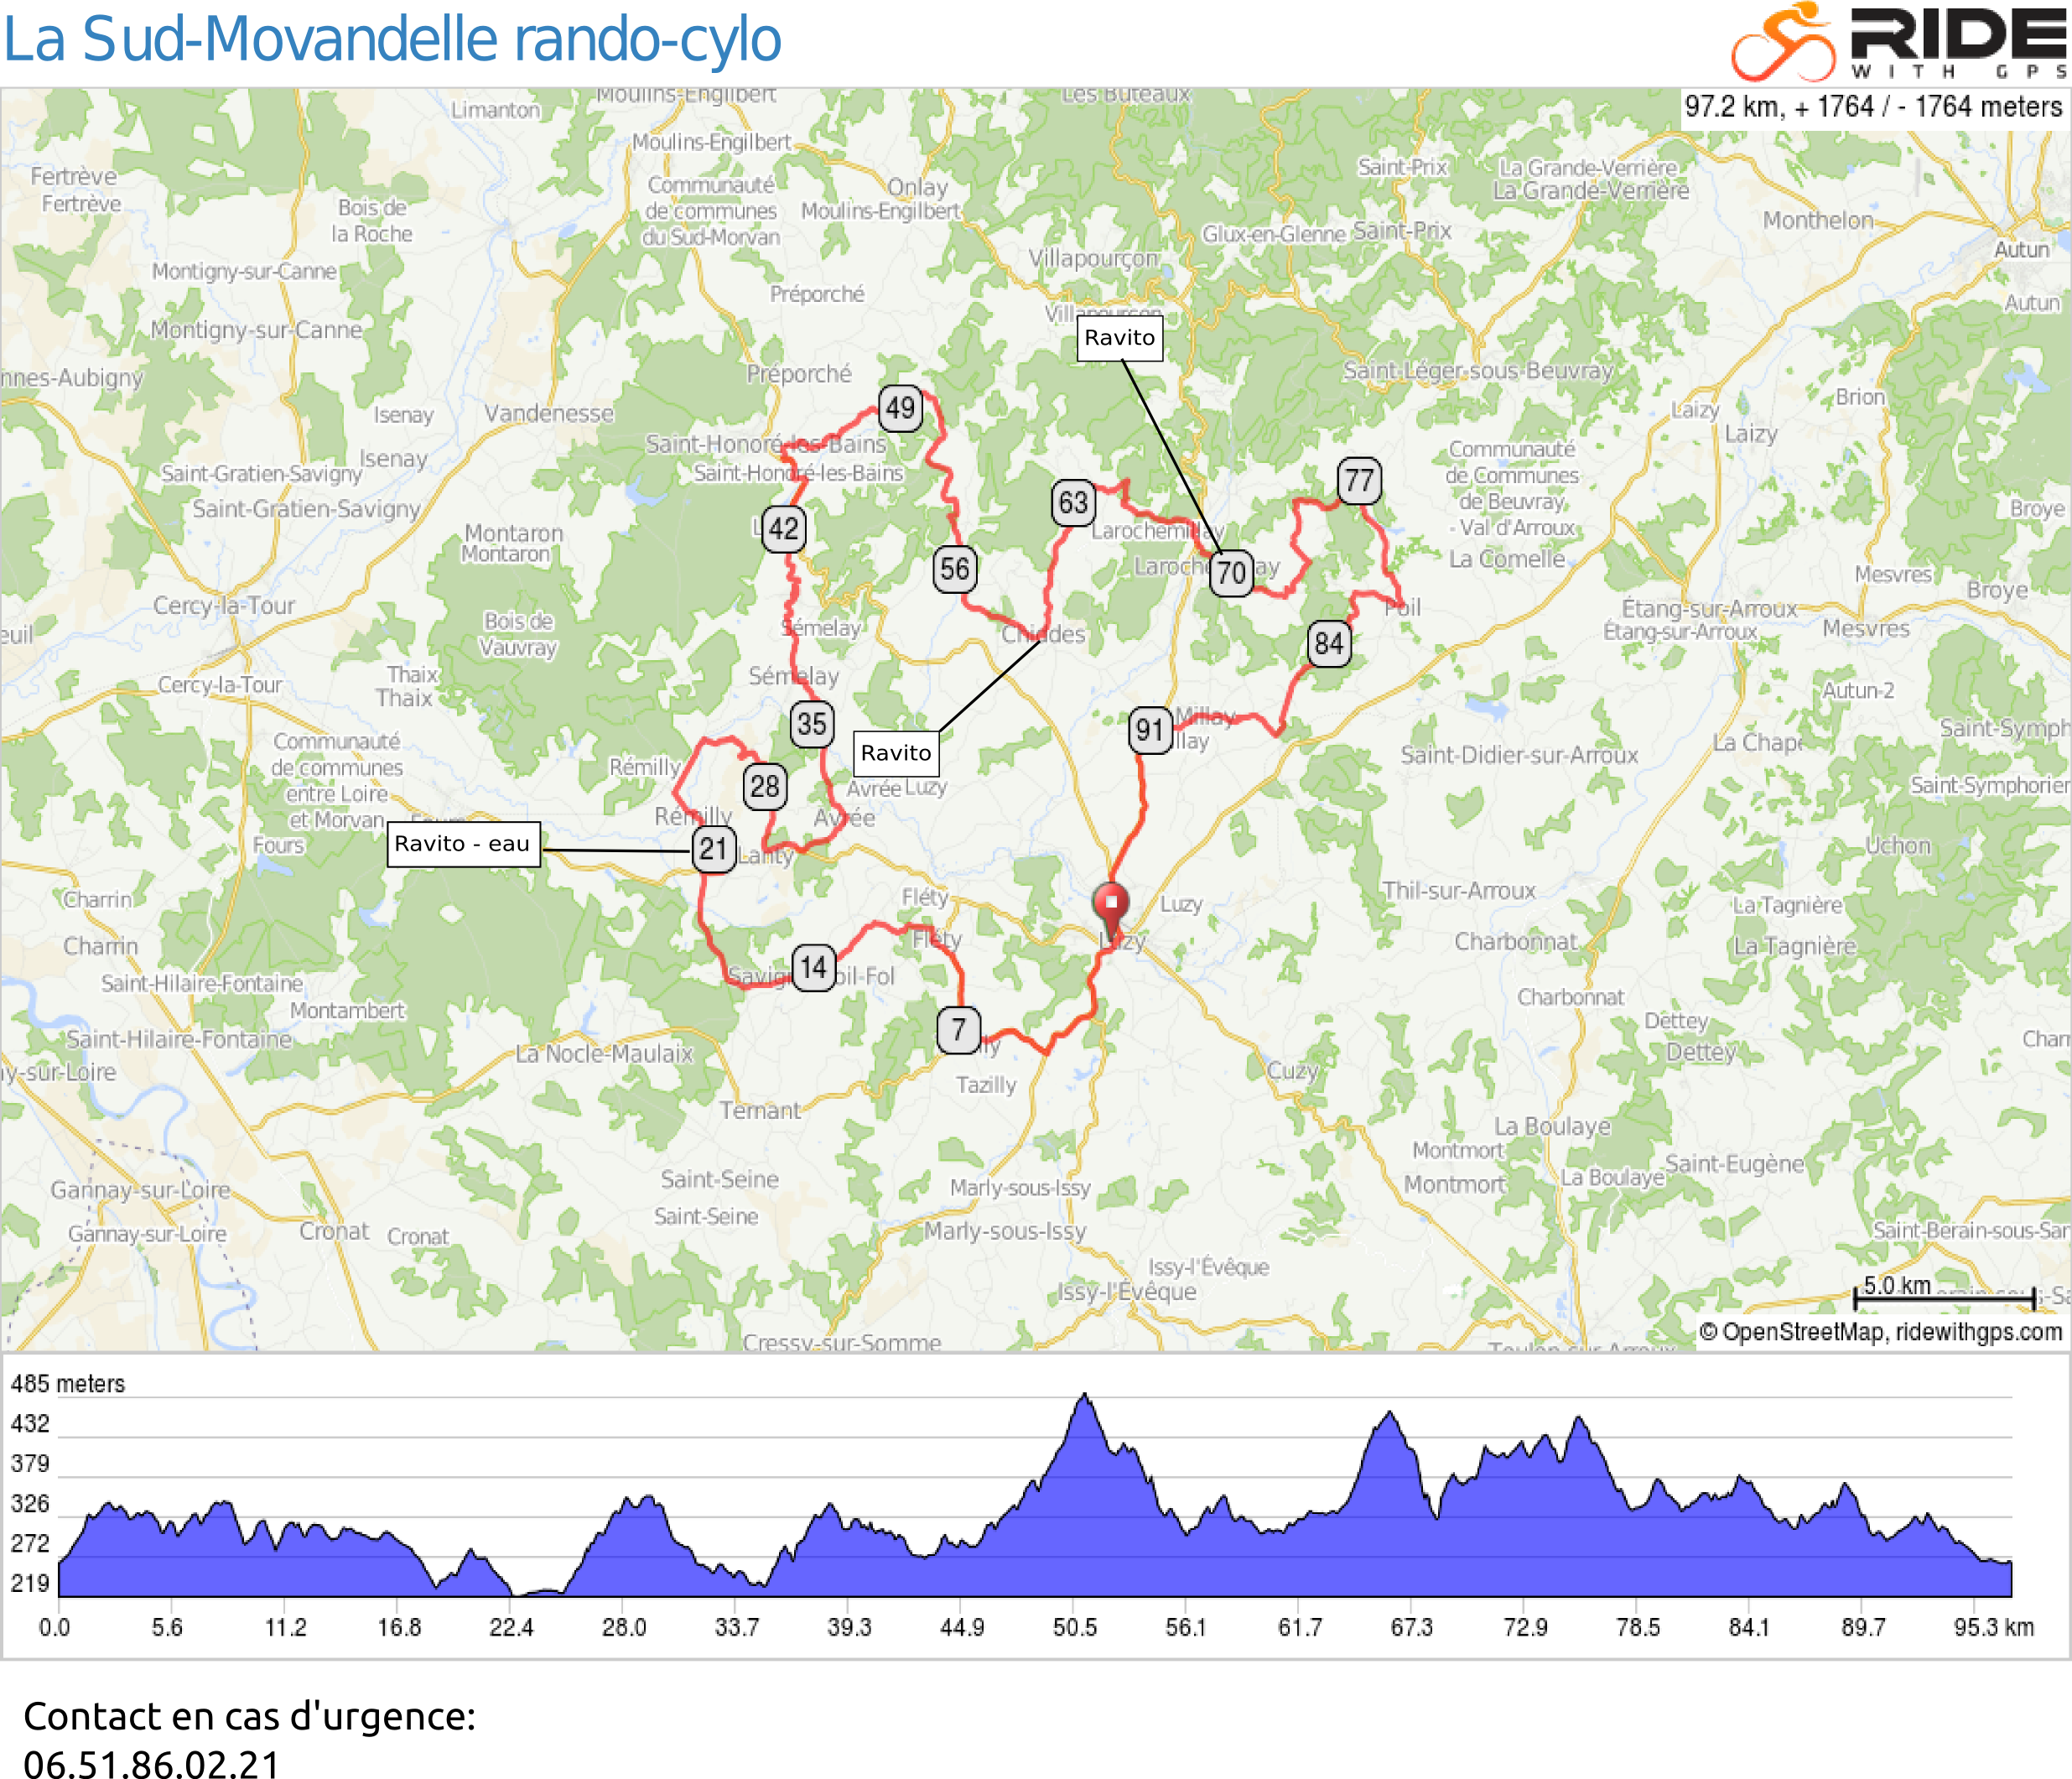 La Sud-Movandelle rando-cylo
RIDE
WITH GPS
97.2 km, + 1764 / - 1764 meters
Limanton
Moulins-Engilbert
Les Buteaux
Moulins-Engilbert
Fertrève
Fertrève
Bois de
la Roche
Communauté
de communes
du Sud-Morvan
Onlay
Moulins-Engilbert
Saint-Prix
La Grande-Verrière
La Grande-Verrière
Monthelon
Glux-en-Glenne
Saint-Prix
Autun
Montigny-sur-Canne
Villapourçon
Préporché
Autun
Montigny-sur-Canne
Villapourçon
Ravito
nnes-Aubigny
Préporché
Saint-Léger-sous-Beuvray
Isenay
Vandenesse
49
Laizy
Brion
Laizy
Saint-Honoré-les-Bains
Isenay
Saint-Gratien-Savigny
Saint-Honoré-les-Bains
77
Communauté
de Communes
de Beuvray
- Val d'Arroux
Saint-Gratien-Savigny
63
Broye
Montaron
Montaron
42
Larochemillay
La Comelle
56
70
Mesvres
Broye
Cercy-la-Tour
Poil
Étang-sur-Arroux
Étang-sur-Arroux
Mesvres
Bois de
Vauvray
Sémelay
Chiddes
84
Thaix
Thaix
Sémelay
Cercy-la-Tour
Autun-2
35
91
Millay
Saint-Symph
Communauté
de communes
entre Loire
et Morvan
Ravito
La Chape
Saint-Didier-sur-Arroux
Rémilly
28
Avrée
Luzy
Saint-Symphorier
Rémilly
Avrée
Ravito - eau
21
Lanty
Fours
Uchon
Charrin
Fléty
Luzy
Thil-sur-Arroux
La Tagnière
Charrin
Fléty
Luzy
Charbonnat
La Tagnière
14
Saint-Hilaire-Fontaine
Montambert
Charbonnat
7
Dettey
Saint-Hilaire-Fontaine
La Nocle-Maulaix
Dettey
y-sur-Loire
Tazilly
Cuzy
Ternant
La Boulaye
Montmort
Saint-Eugène
Saint-Seine
Marly-sous-Issy
Montmort
La Boulaye
Gannay-sur-Loire
Saint-Seine
Gannay-sur-Loire
Cronat
Cronat
Marly-sous-Issy
Saint-Berain-sous-Sar
Issy-l'Évêque
Issy-l'Évêque
5.0 km
Cressy-sur-Somme
© OpenStreetMap, ridewithgps.com
485 meters
432
379
326
272
219
0.0 5.6 11.2 16.8 22.4 28.0 33.7 39.3 44.9 50.5 56.1 61.7 67.3 72.9 78.5 84.1 89.7 95.3 km
Contact en cas d'urgence:
06.51.86.02.21